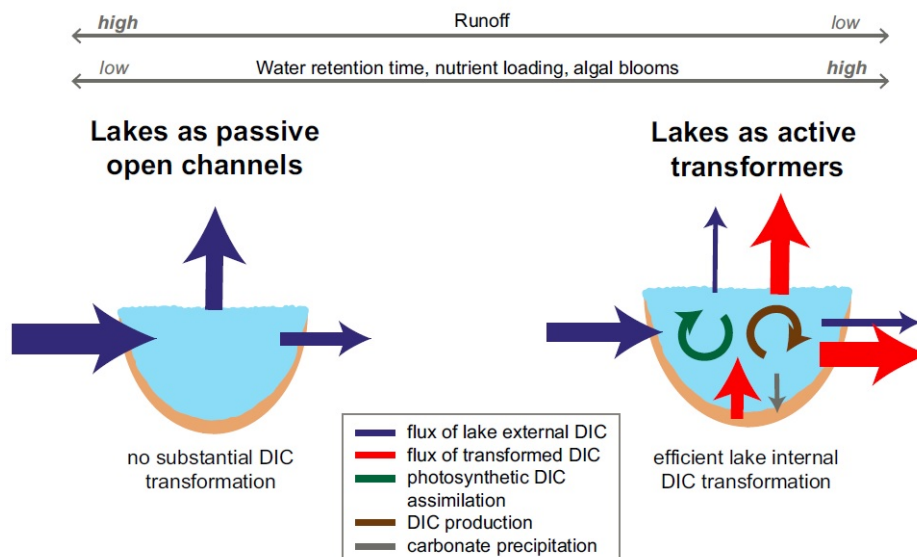 high Runoff low
low Water retention time, nutrient loading, algal blooms high
Lakes as passive
open channels
Lakes as active
transformers
no substantial DIC
transformation
flux of lake external DIC
flux of transformed DIC
photosynthetic DIC
assimilation
DIC production
carbonate precipitation
efficient lake internal
DIC transformation